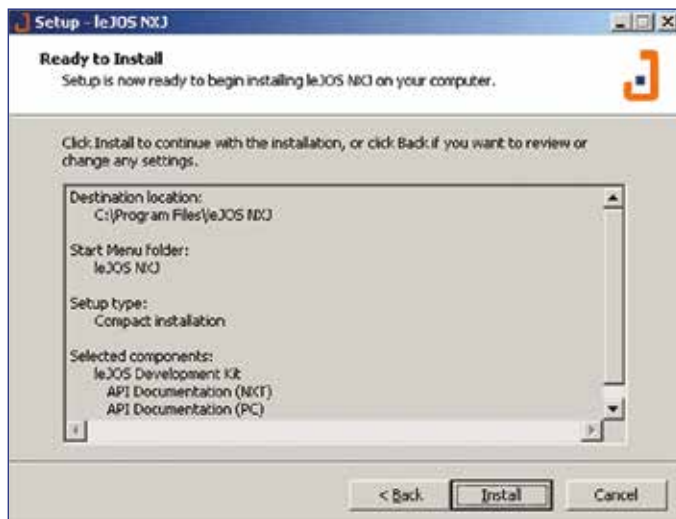 Setup - leJOS NXJ
Ready to Install
Setup is now ready to begin installing leJOS NXJ on your computer.
Click Install to continue with the installation, or click Back if you want to review or
change any settings.
Destination location:
C:\Program Files\leJOS NXJ
Start Menu folder:
leJOS NXJ
Setup type:
Compact installation
Selected components:
leJOS Development Kit
API Documentation (NXT)
API Documentation (PC)
< Back
Install
Cancel